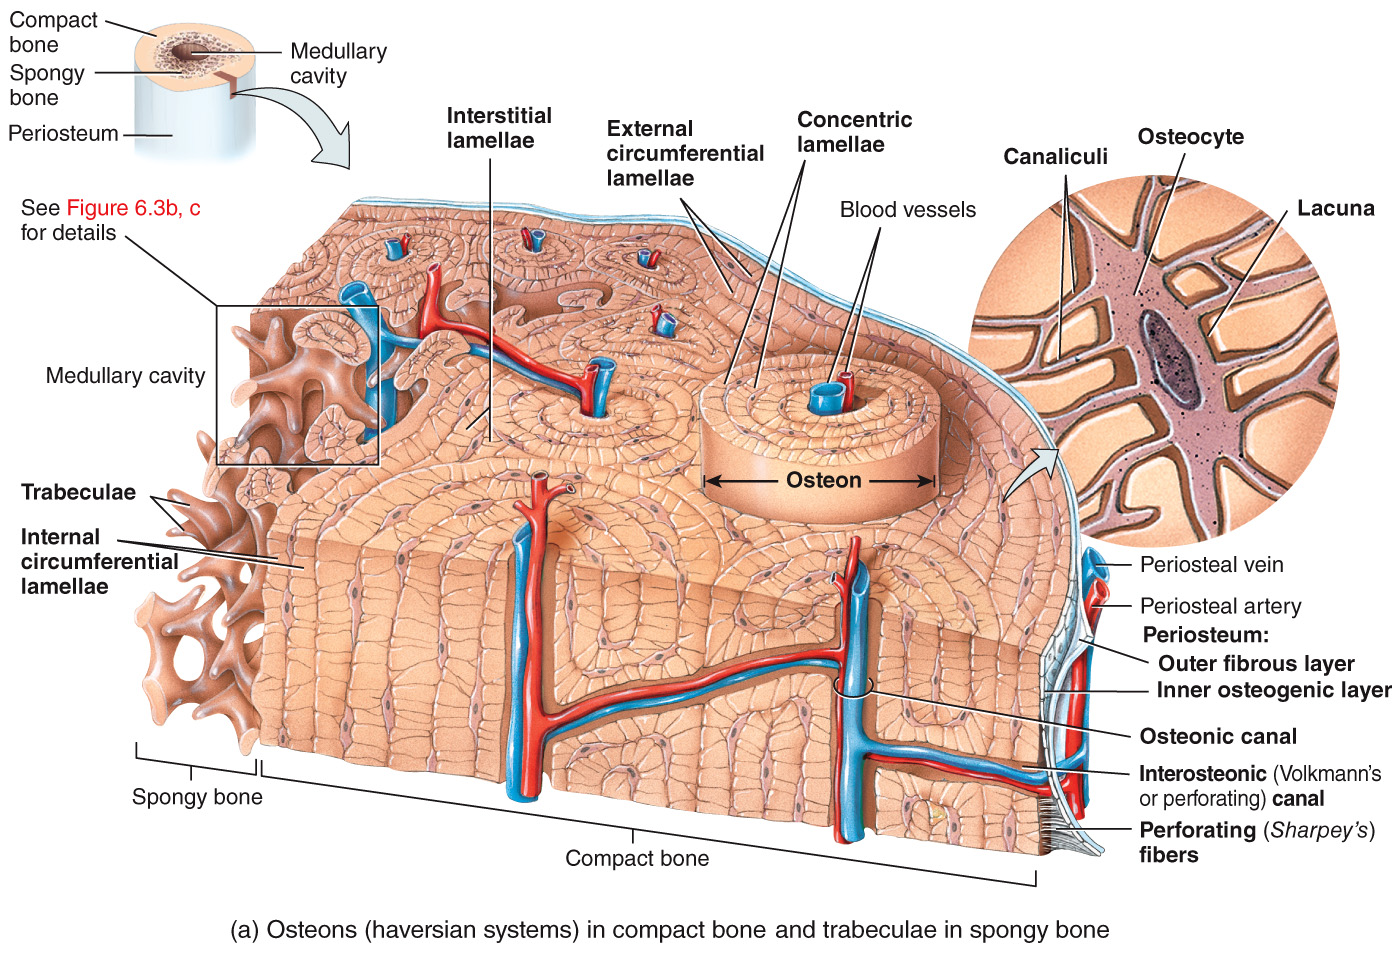 Compact
bone
Spongy
bone
Periosteum
Medullary
cavity
Interstitial
lamellae
External
circumferential
lamellae
Concentric
lamellae
Blood vessels
Canaliculi
Osteocyte
Lacuna
See Figure 6.3b, c
for details
Medullary cavity
Trabeculae
Internal
circumferential
lamellae
Osteon
Periosteal vein
Periosteal artery
Periosteum:
Outer fibrous layer
Inner osteogenic layer
Osteonic canal
Interosteonic (Volkmann’s
or perforating) canal
Perforating (Sharpey’s)
fibers
Spongy bone
Compact bone
(a) Osteons (haversian systems) in compact bone and trabeculae in spongy bone